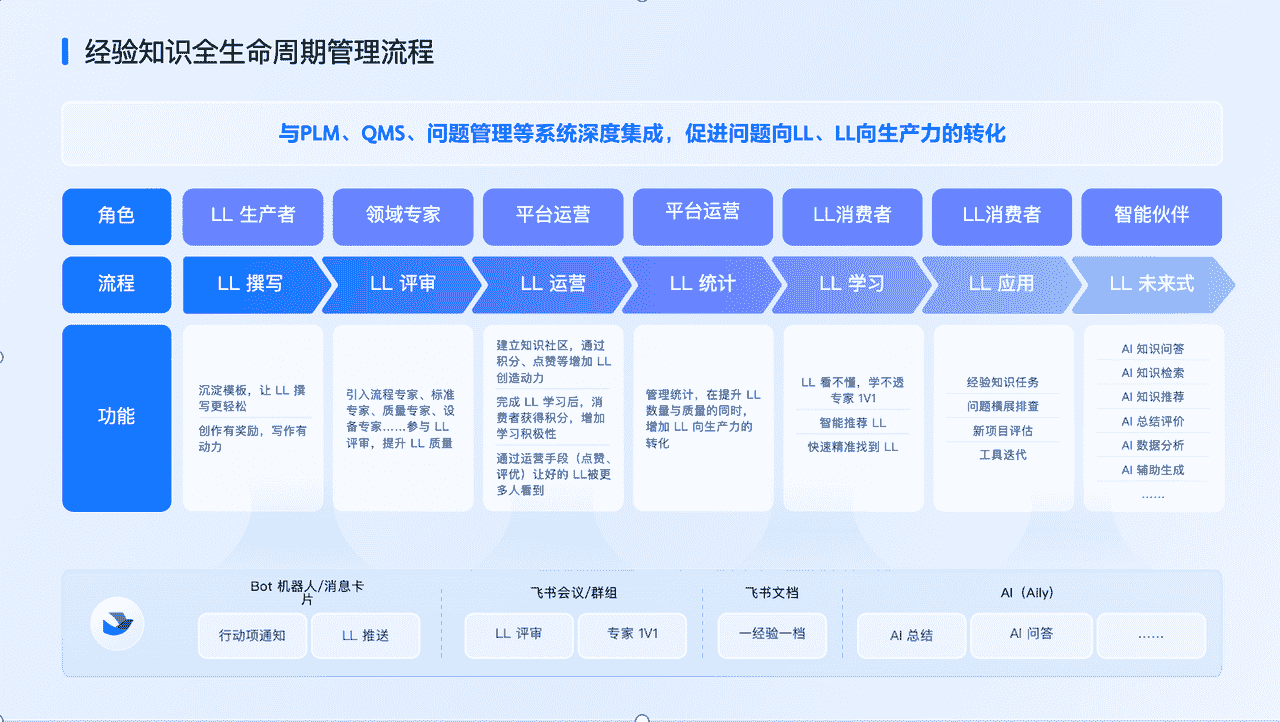 经验知识全生命周期管理流程
与PLM、QMS、问题管理等系统深度集成，促进问题向LL、LL向生产力的转化
角色
LL 生产者
领域专家
平台运营
平台运营
LL消费者
LL消费者
智能伙伴
流程
LL 撰写
LL 评审
LL 运营
LL 统计
LL 学习
LL 应用
LL 未来式
功能
沉淀模板，让 LL 撰
写更轻松
创作有奖励，写作有
动力
引入流程专家、标准
专家、质量专家、设
备专家......参与 LL
评审，提升 LL 质量
建立知识社区，通过
积分、点赞等增加 LL
创造动力
完成 LL 学习后，消
费者获得积分，增加
学习积极性
通过运营手段（点赞、
评优）让好的 LL被更
多人看到
管理统计，在提升 LL
数量与质量的同时，
增加 LL 向生产力的
转化
LL 看不懂，学不透
专家 1V1
智能推荐 LL
快速精准找到 LL
经验知识任务
问题横展排查
新项目评估
工具迭代
AI 知识问答
AI 知识检索
AI 知识推荐
AI 总结评价
AI 数据分析
AI 辅助生成
......
Bot 机器人/消息卡
片
行动项通知
LL 推送
飞书会议/群组
LL 评审
专家 1V1
飞书文档
一经验一档
AI（Aily）
AI 总结
AI 问答
......